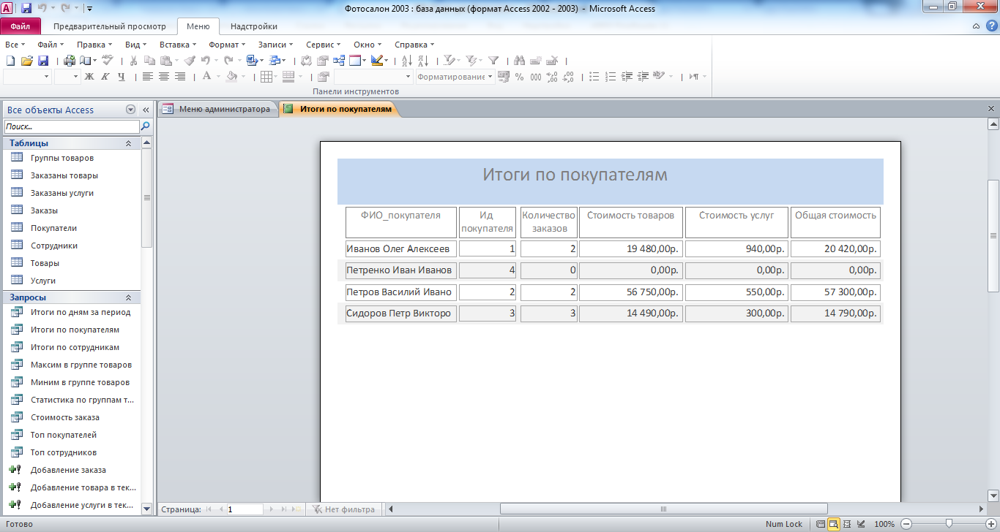 Фотосалон 2003 : база данных (формат Access 2002 - 2003) - Microsoft Access
Файл Предварительный просмотр Меню Надстройки
Все Файл Правка Вид Вставка Формат Записи Сервис Окно Справка
Ж К Ч Форматирование % 000
Панели инструментов
Все объекты Access
Меню администратора Итоги по покупателям
Поиск...
Таблицы
Группы товаров
Заказаны товары
Заказаны услуги
Заказы
Покупатели
Сотрудники
Товары
Услуги
Запросы
Итоги по дням за период
Итоги по покупателям
Итоги по сотрудникам
Максим в группе товаров
Миним в группе товаров
Статистика по группам т...
Стоимость заказа
Топ покупателей
Топ сотрудников
Добавление заказа
Добавление товара в тек...
Добавление услуги в тек...
Итоги по покупателям
ФИО_покупателя Ид покупателя Количество заказов Стоимость товаров Стоимость услуг Общая стоимость
Иванов Олег Алексеев 1 2 19 480,00р. 940,00р. 20 420,00р.
Петренко Иван Иванов 4 0 0,00р. 0,00р. 0,00р.
Петров Василий Ивано 2 2 56 750,00р. 550,00р. 57 300,00р.
Сидоров Петр Викторо 3 3 14 490,00р. 300,00р. 14 790,00р.
Страница: 1 Нет фильтра
Готово Num Lock 100%